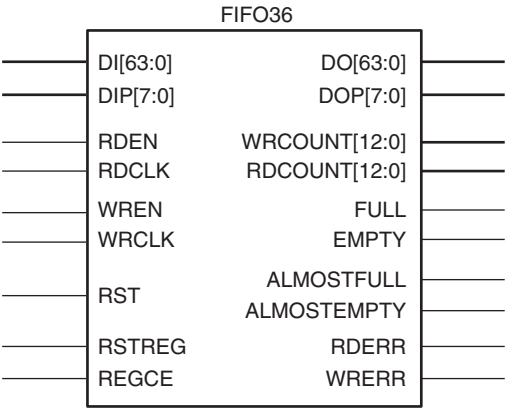 FIFO36
DI[63:0] DO[63:0]
DIP[7:0] DOP[7:0]
RDEN WRCOUNT[12:0]
RDCLK RDCOUNT[12:0]
WREN FULL
WRCLK EMPTY
ALMOSTFULL
RST
ALMOSTEMPTY
RSTREG RDERR
REGCE WRERR